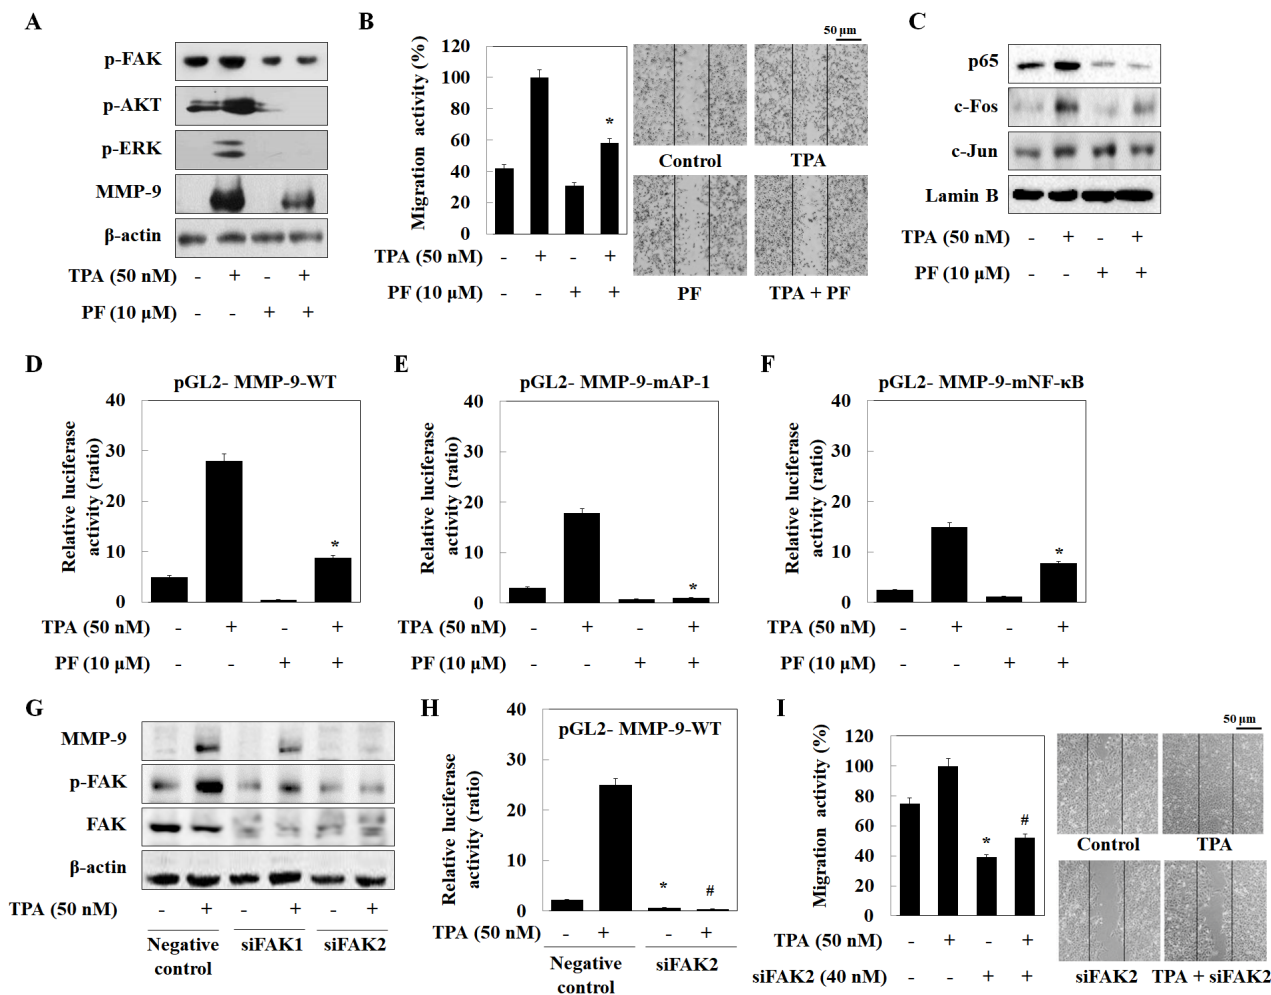 A
p-FAK
p-AKT
p-ERK
MMP-9
β-actin
TPA (50 nM) - + - +
PF (10 µM) - - + +
B
Migration activity (%)
120
100
80
60
40
20
0
*
TPA (50 nM) - + - +
PF (10 µM) - - + +
50 µm
Control
TPA
PF
TPA + PF
C
p65
c-Fos
c-Jun
Lamin B
TPA (50 nM) - + - +
PF (10 µM) - - + +
D
pGL2- MMP-9-WT
Relative luciferase
activity (ratio)
40
30
20
10
0
*
TPA (50 nM) - + - +
PF (10 µM) - - + +
E
pGL2- MMP-9-mAP-1
Relative luciferase
activity (ratio)
40
30
20
10
0
*
TPA (50 nM) - + - +
PF (10 µM) - - + +
F
pGL2- MMP-9-mNF-κB
Relative luciferase
activity (ratio)
40
30
20
10
0
*
TPA (50 nM) - + - +
PF (10 µM) - - + +
G
MMP-9
p-FAK
FAK
β-actin
TPA (50 nM) - + - + - +
Negative
control
siFAK1
siFAK2
H
pGL2- MMP-9-WT
Relative luciferase
activity (ratio)
40
30
20
10
0
* #
TPA (50 nM) - + - +
Negative
control
siFAK2
I
Migration activity (%)
120
100
80
60
40
20
0
* #
TPA (50 nM) - + - +
siFAK2 (40 nM) - - + +
50 µm
Control
TPA
siFAK2
TPA + siFAK2